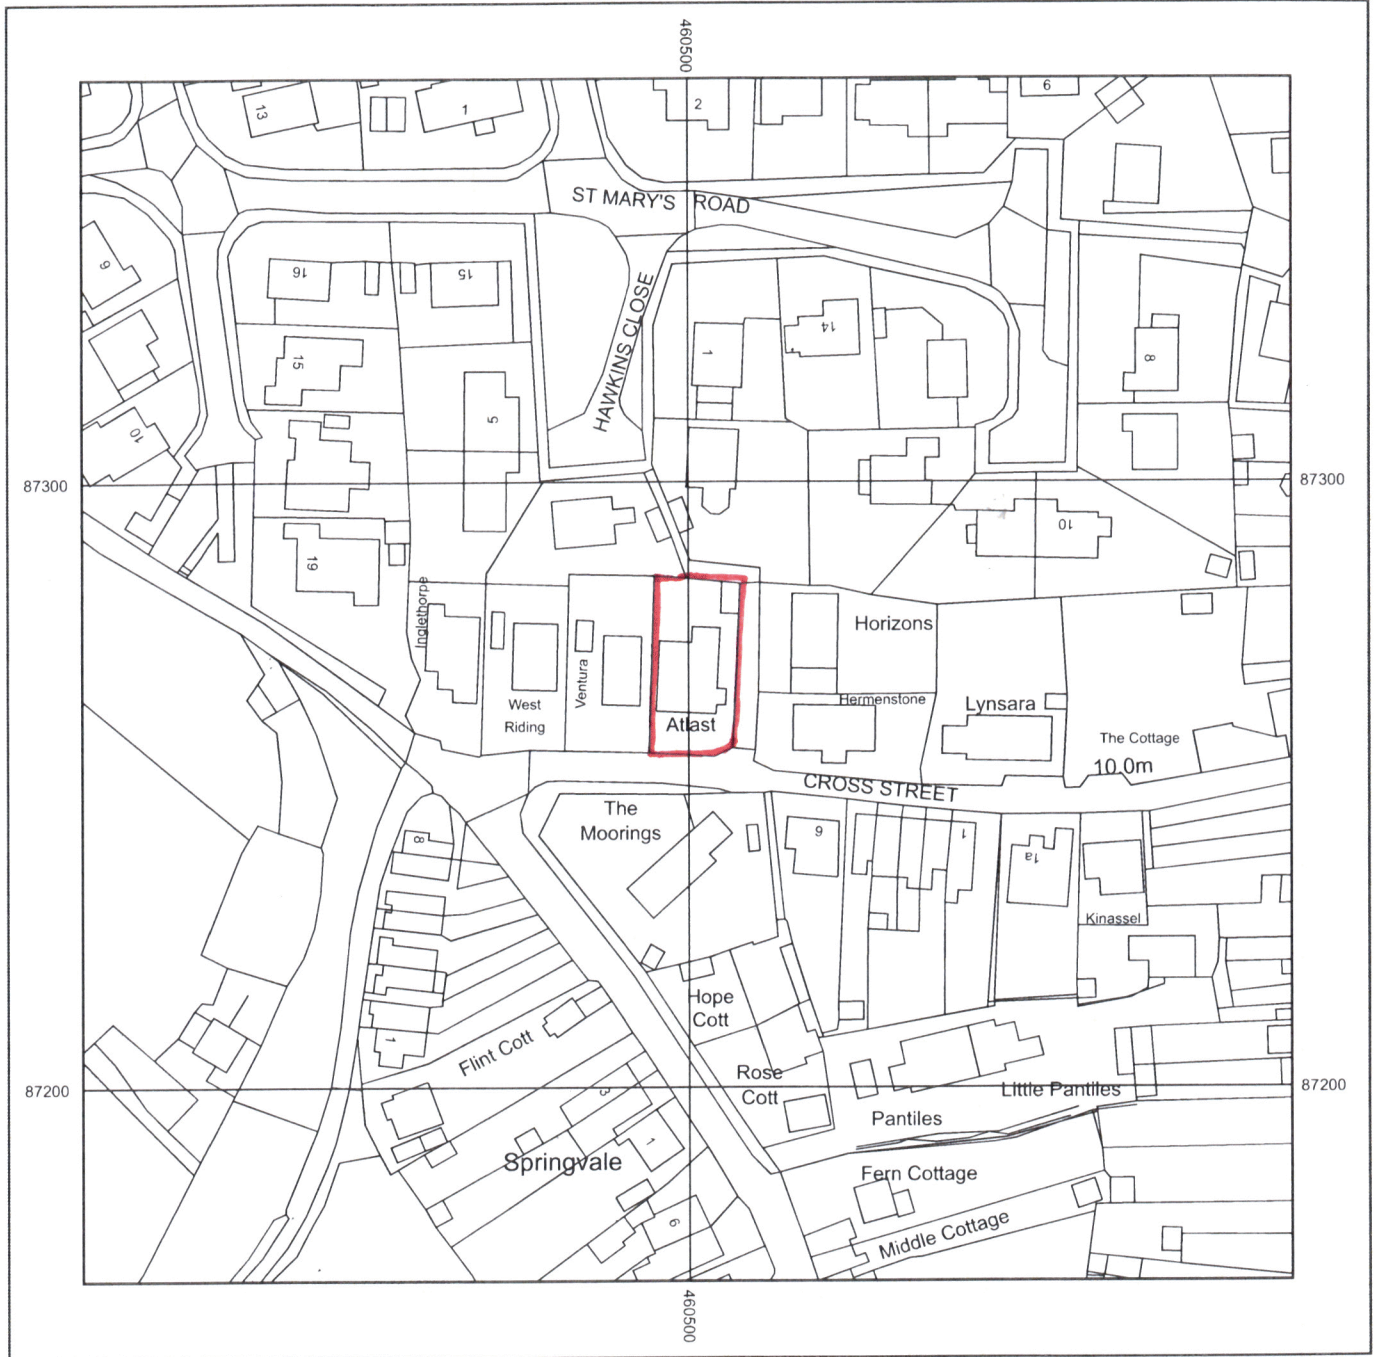 460500
13
1
2
6
ST MARY'S ROAD
9
16
15
HAWKINS CLOSE
1
14
8
15
5
10
87300
87300
10
19
Inglethorpe
Horizons
Ventura
West
Riding
Atlast
Hermenstone
Lynsara
The Cottage
10.0m
CROSS STREET
The
Moorings
8
6
1
1a
Kinassel
Hope
Cott
1
Flint Cott
Rose
Cott
3
87200
87200
Little Pantiles
Pantiles
1
Springvale
Fern Cottage
6
Middle Cottage
460500